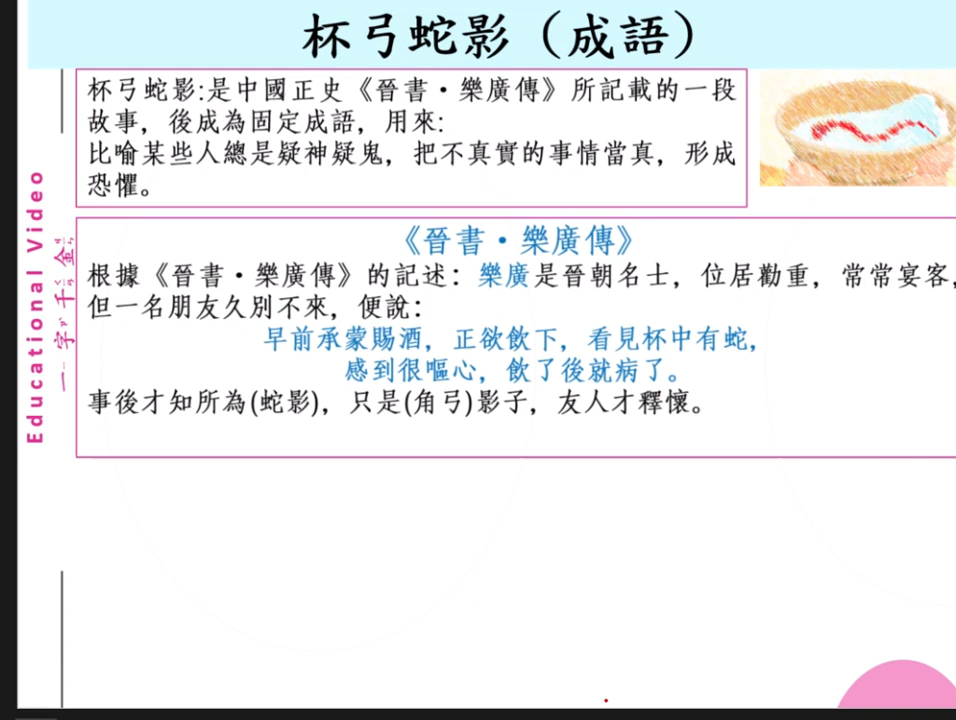 杯弓蛇影（成語）
杯弓蛇影:是中國正史《晉書·樂廣傳》所記載的一段
故事，後成為固定成語，用來:
比喻某些人總是疑神疑鬼，把不真實的事情當真，形成
恐懼。
《晉書·樂廣傳》
根據《晉書·樂廣傳》的記述：樂廣是晉朝名士，位居勸重，常常宴客，
但一名朋友久別不來，便說：
早前承蒙賜酒，正欲飲下，看見杯中有蛇，
感到很嘔心，飲了後就病了。
事後才知所為(蛇影)，只是(角弓)影子，友人才釋懷。
Educational Video
一字千金